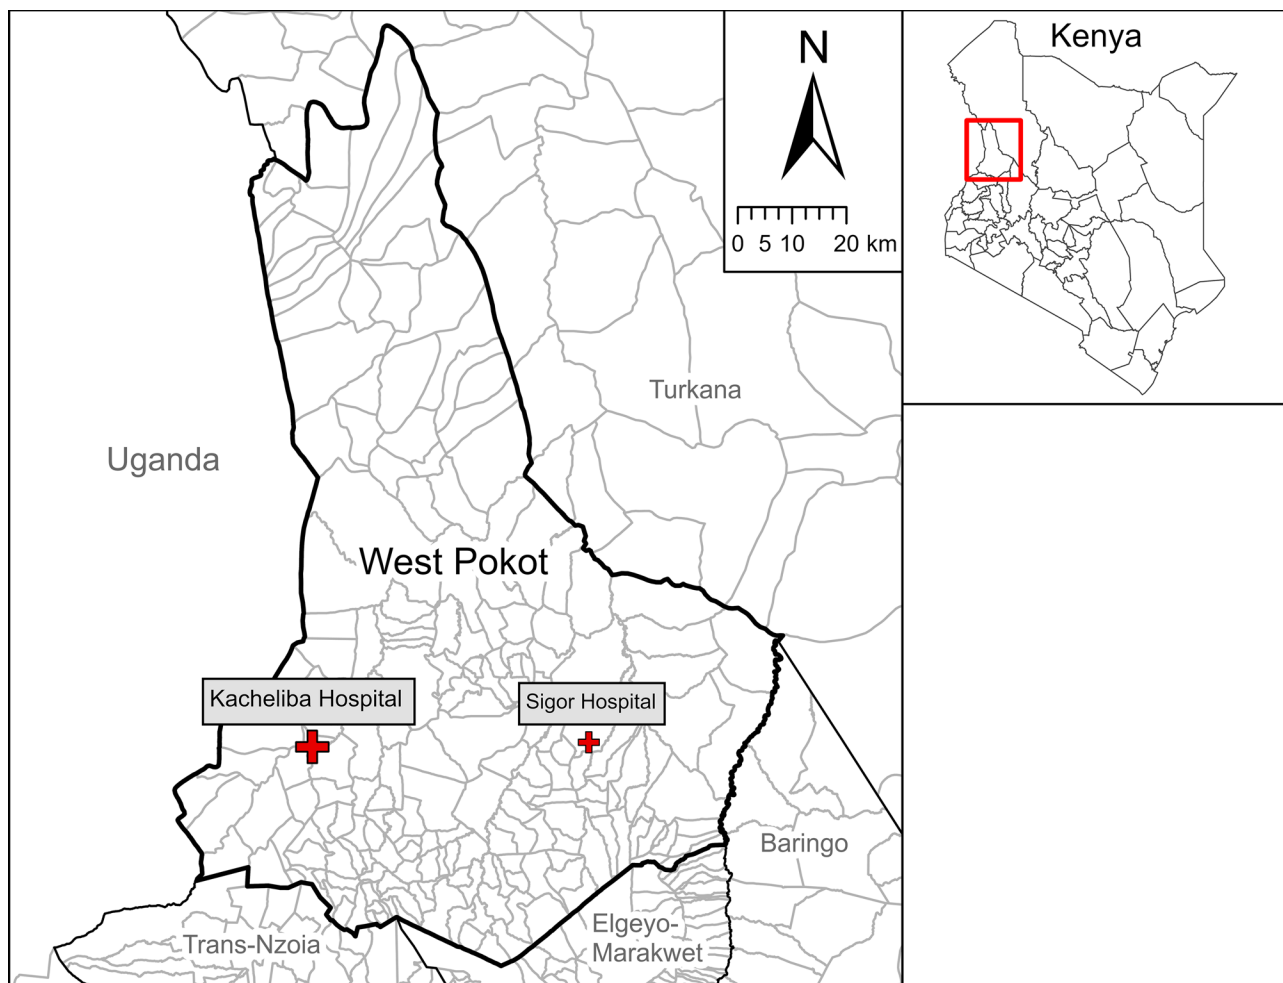 N
0 5 10 20 km
Kenya
Turkana
Uganda
West Pokot
Kacheliba Hospital
Sigor Hospital
Baringo
Trans-Nzoia
Elgeyo-
Marakwet